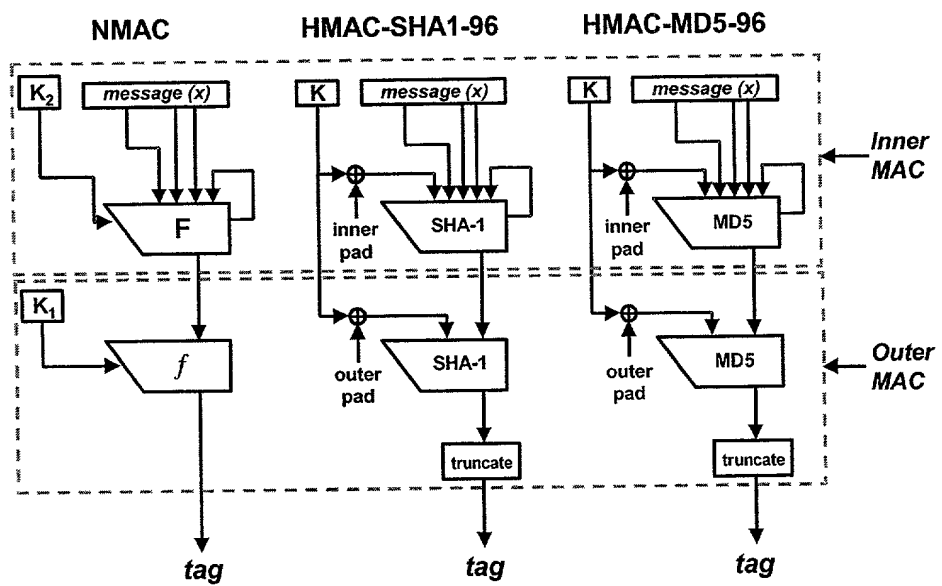 NMAC
HMAC-SHA1-96
HMAC-MD5-96
K2
message (x)
K
message (x)
K
message (x)
Inner
MAC
F
SHA-1
MD5
inner
pad
inner
pad
K1
f
SHA-1
MD5
outer
pad
outer
pad
Outer
MAC
truncate
truncate
tag
tag
tag